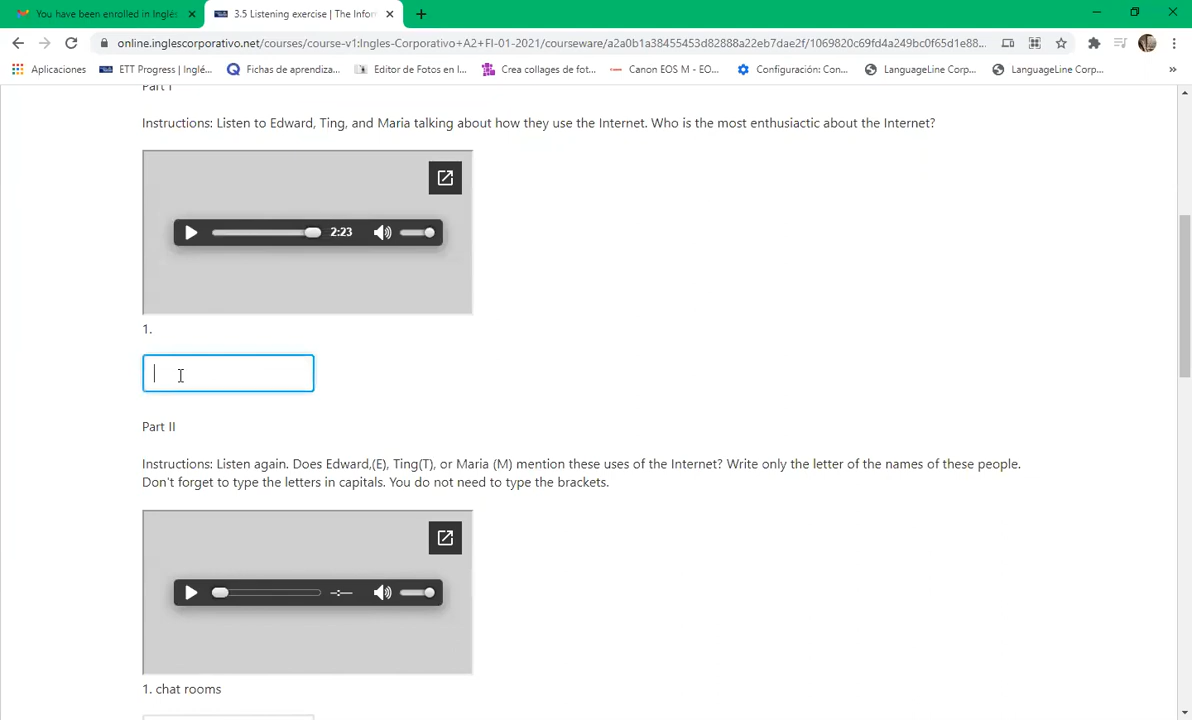 You have been enrolled in Inglés
3.5 Listening exercise | The Infor
online.inglescorporativo.net/courses/course-v1:Ingles-Corporativo+A2+FI-01-2021/courseware/a2a0b1a38455453d82888a22eb7dae2f/1069820c69fd4a249bc0f65d1e88...
Aplicaciones
ETT Progress | Inglé...
Fichas de aprendiza...
Editor de Fotos en l...
Crea collages de fot...
Canon EOS M - EO...
Configuración: Con...
LanguageLine Corp...
LanguageLine Corp...
»
Part I
Instructions: Listen to Edward, Ting, and Maria talking about how they use the Internet. Who is the most enthusiactic about the Internet?
2:23
1.
Part II
Instructions: Listen again. Does Edward,(E), Ting(T), or Maria (M) mention these uses of the Internet? Write only the letter of the names of these people.
Don't forget to type the letters in capitals. You do not need to type the brackets.
-:--
1. chat rooms